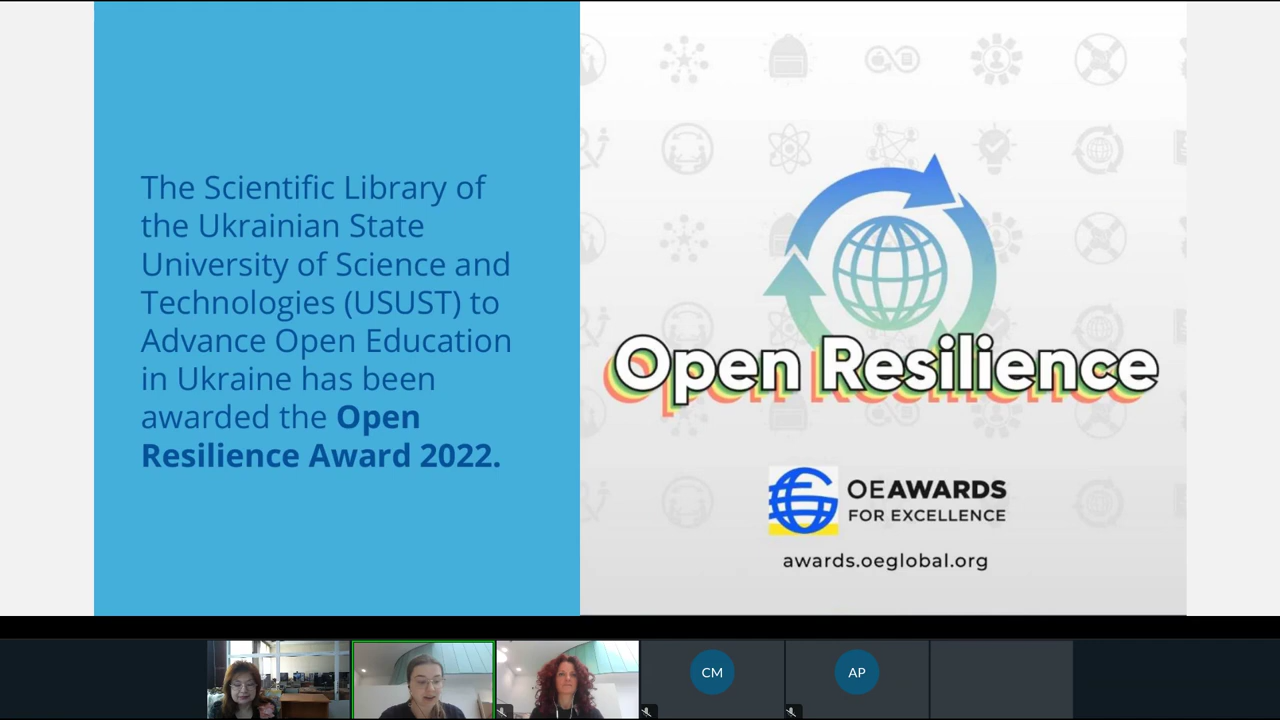 The Scientific Library of
the Ukrainian State
University of Science and
Technologies (USUST) to
Advance Open Education
in Ukraine has been
awarded the Open
Resilience Award 2022.
Open Resilience
OEAWARDS
FOR EXCELLENCE
awards.oeglobal.org
CM
AP